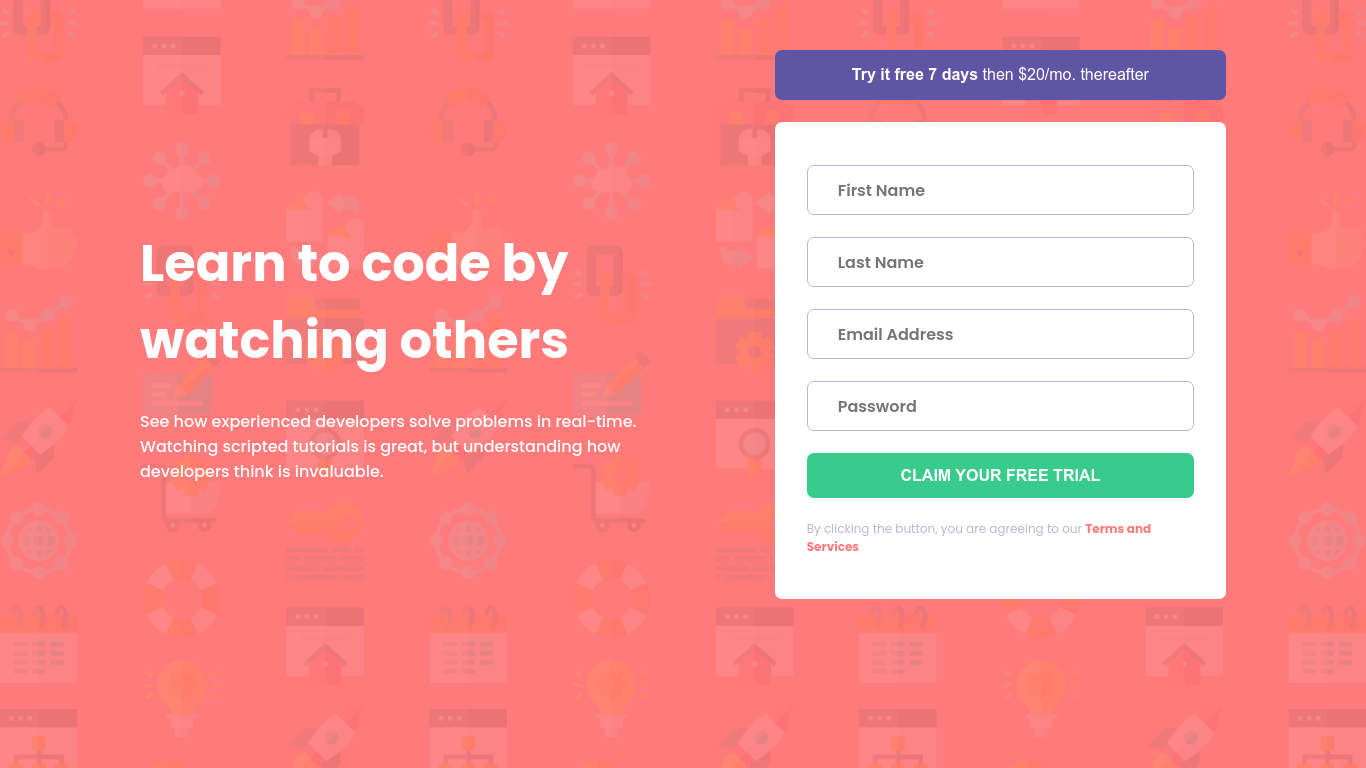 Learn to code by
watching others
See how experienced developers solve problems in real-time.
Watching scripted tutorials is great, but understanding how
developers think is invaluable.
Try it free 7 days then $20/mo. thereafter
First Name
Last Name
Email Address
Password
CLAIM YOUR FREE TRIAL
By clicking the button, you are agreeing to our Terms and
Services